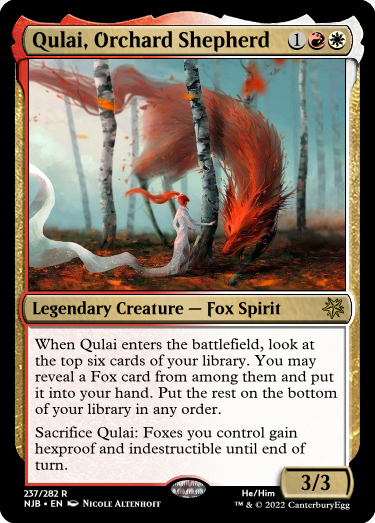 Qulai, Orchard Shepherd 1
Legendary Creature — Fox Spirit
When Qulai enters the battlefield, look at
the top six cards of your library. You may
reveal a Fox card from among them and put
it into your hand. Put the rest on the bottom
of your library in any order.
Sacrifice Qulai: Foxes you control gain
hexproof and indestructible until end of
turn.
3/3
237/282 R He/Him
NJB • EN Nicole Altenhoff ™ & © 2022 CanterburyEgg